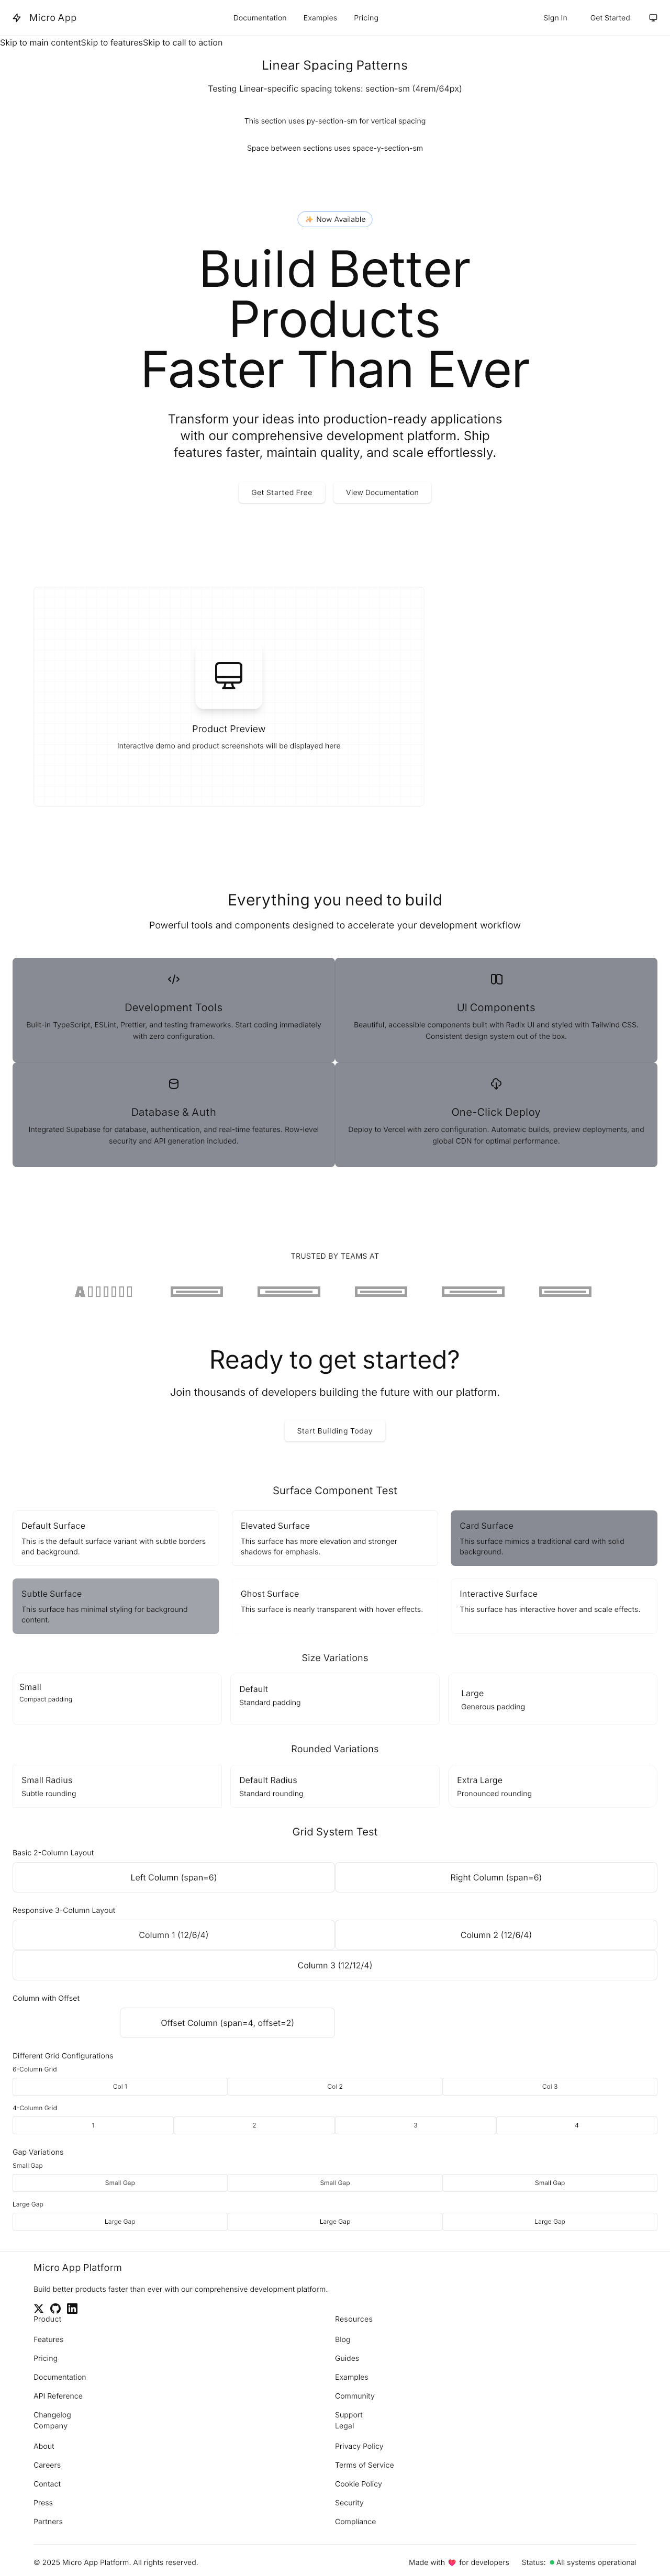 Micro App
Documentation Examples Pricing
Sign In Get Started
Skip to main contentSkip to featuresSkip to call to action
Linear Spacing Patterns
Testing Linear-specific spacing tokens: section-sm (4rem/64px)
This section uses py-section-sm for vertical spacing
Space between sections uses space-y-section-sm
✨ Now Available
Build Better
Products
Faster Than Ever
Transform your ideas into production-ready applications
with our comprehensive development platform. Ship
features faster, maintain quality, and scale effortlessly.
Get Started Free
View Documentation
Product Preview
Interactive demo and product screenshots will be displayed here
Everything you need to build
Powerful tools and components designed to accelerate your development workflow
Development Tools
Built-in TypeScript, ESLint, Prettier, and testing frameworks. Start coding immediately
with zero configuration.
UI Components
Beautiful, accessible components built with Radix UI and styled with Tailwind CSS.
Consistent design system out of the box.
Database & Auth
Integrated Supabase for database, authentication, and real-time features. Row-level
security and API generation included.
One-Click Deploy
Deploy to Vercel with zero configuration. Automatic builds, preview deployments, and
global CDN for optimal performance.
TRUSTED BY TEAMS AT
Ready to get started?
Join thousands of developers building the future with our platform.
Start Building Today
Surface Component Test
Default Surface
This is the default surface variant with subtle borders
and background.
Elevated Surface
This surface has more elevation and stronger
shadows for emphasis.
Card Surface
This surface mimics a traditional card with solid
background.
Subtle Surface
This surface has minimal styling for background
content.
Ghost Surface
This surface is nearly transparent with hover effects.
Interactive Surface
This surface has interactive hover and scale effects.
Size Variations
Small
Compact padding
Default
Standard padding
Large
Generous padding
Rounded Variations
Small Radius
Subtle rounding
Default Radius
Standard rounding
Extra Large
Pronounced rounding
Grid System Test
Basic 2-Column Layout
Left Column (span=6)
Right Column (span=6)
Responsive 3-Column Layout
Column 1 (12/6/4)
Column 2 (12/6/4)
Column 3 (12/12/4)
Column with Offset
Offset Column (span=4, offset=2)
Different Grid Configurations
6-Column Grid
Col 1
Col 2
Col 3
4-Column Grid
1
2
3
4
Gap Variations
Small Gap
Small Gap
Small Gap
Small Gap
Large Gap
Large Gap
Large Gap
Large Gap
Micro App Platform
Build better products faster than ever with our comprehensive development platform.
Product
Features
Pricing
Documentation
API Reference
Changelog
Resources
Blog
Guides
Examples
Community
Support
Company
About
Careers
Contact
Press
Partners
Legal
Privacy Policy
Terms of Service
Cookie Policy
Security
Compliance
© 2025 Micro App Platform. All rights reserved.
Made with ❤️ for developers
Status: All systems operational